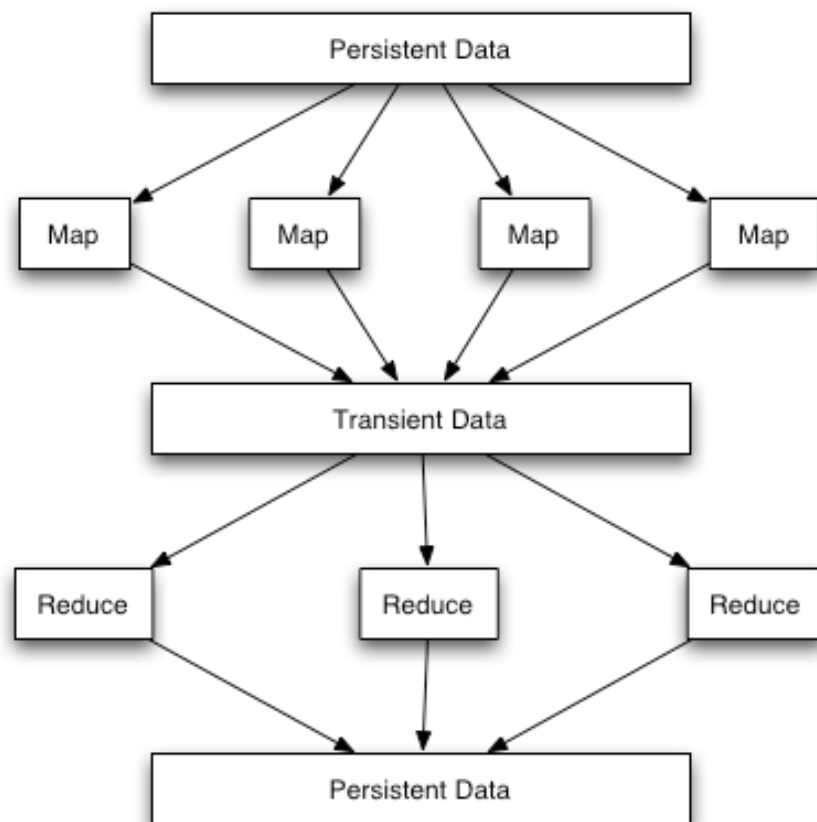 Persistent Data
Map
Map
Map
Map
Transient Data
Reduce
Reduce
Reduce
Persistent Data